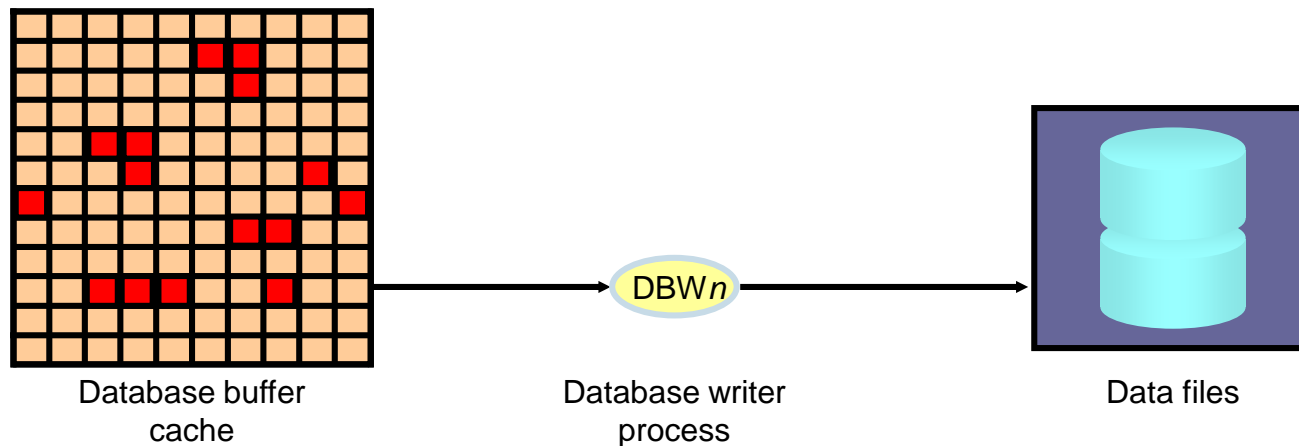 DBWn
Database buffer
cache
Database writer
process
Data files